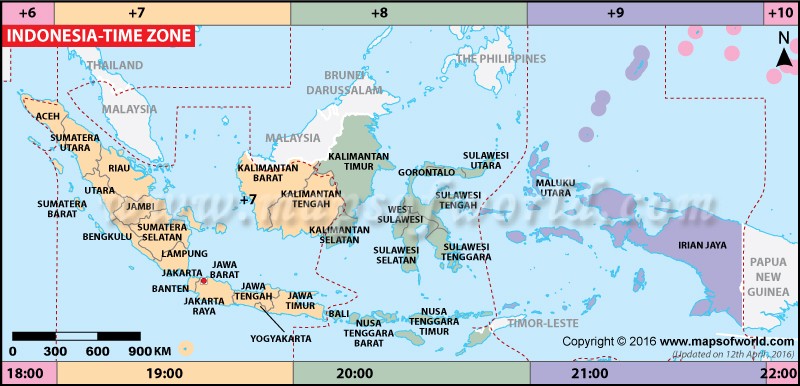 +6 +7 +8 +9 +10
INDONESIA-TIME ZONE
N
THAILAND
MALAYSIA
BRUNEI
DARUSSALAM
THE PHILIPPINES
MALAYSIA
ACEH
SUMATERA
UTARA
RIAU
UTARA
SUMATERA
BARAT
JAMBI
BENGKULU
SUMATERA
SELATAN
LAMPUNG
KALIMANTAN
BARAT
+7
KALIMANTAN
TENGAH
KALIMANTAN
TIMUR
KALIMANTAN
SELATAN
GORONTALO
SULAWESI
UTARA
WEST
SULAWESI
SULAWESI
TENGAH
SULAWESI
SELATAN
SULAWESI
TENGGARA
MALUKU
UTARA
IRIAN JAYA
PAPUA
NEW
GUINEA
www.mapsofworld.com
JAKARTA
JAWA
BARAT
BANTEN
JAKARTA
RAYA
JAWA
TENGAH
JAWA
TIMUR
YOGYAKARTA
BALI
NUSA
TENGGARA
BARAT
NUSA
TENGGARA
TIMUR
TIMOR-LESTE
0 300 600 900 KM
Copyright © 2016 www.mapsofworld.com
(Updated on 12th April, 2016)
18:00 19:00 20:00 21:00 22:00